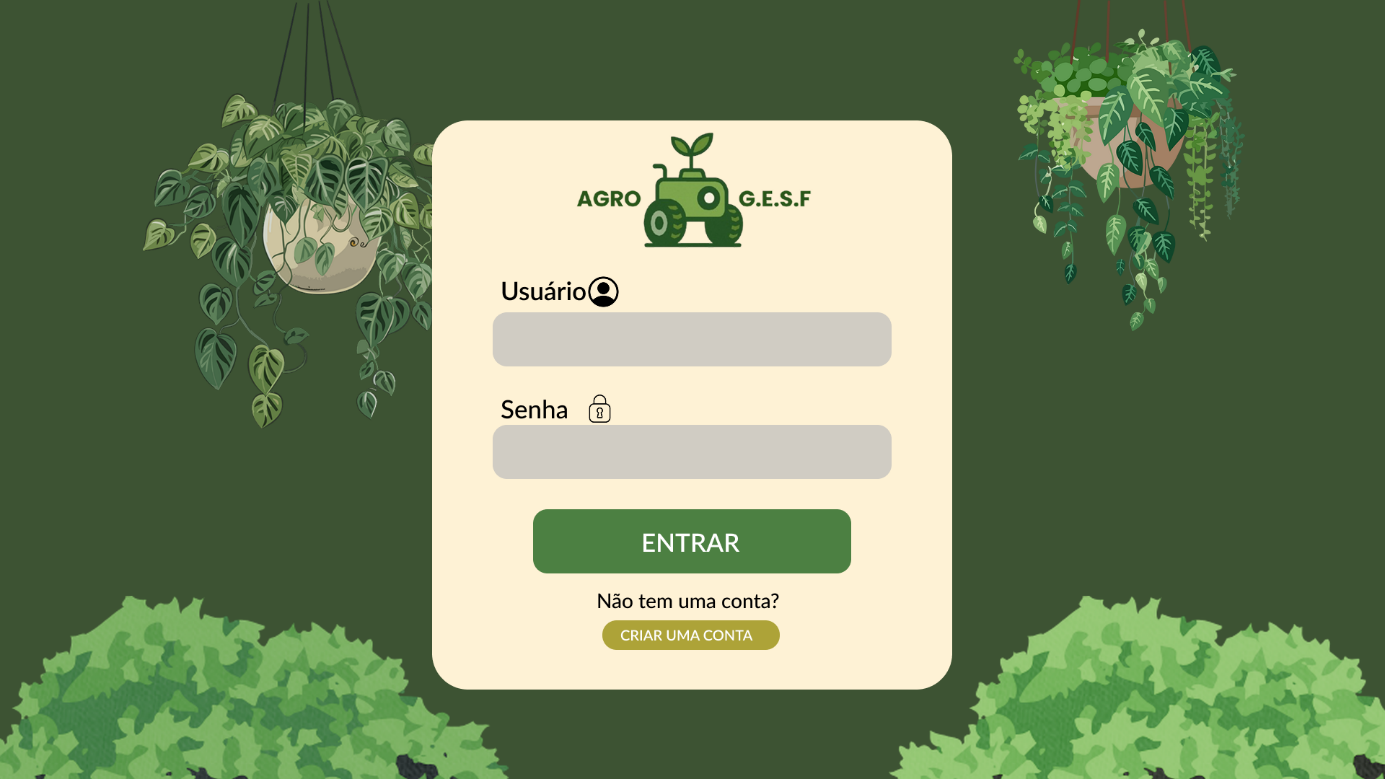 AGRO G.E.S.F
Usuário
Senha
ENTRAR
Não tem uma conta?
CRIAR UMA CONTA